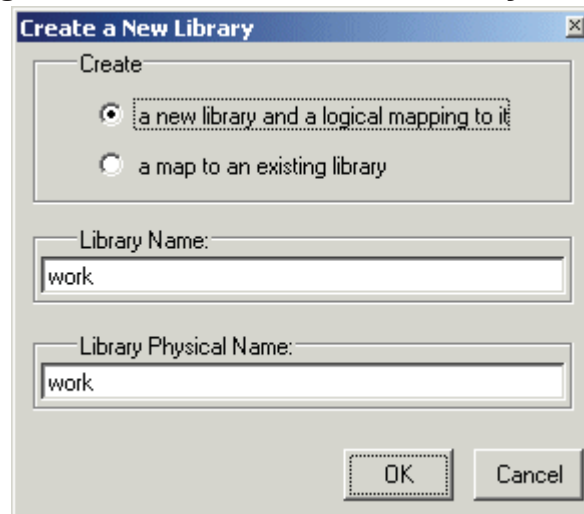 Create a New Library
Create
a new library and a logical mapping to it
a map to an existing library
Library Name:
work
Library Physical Name:
work
OK Cancel